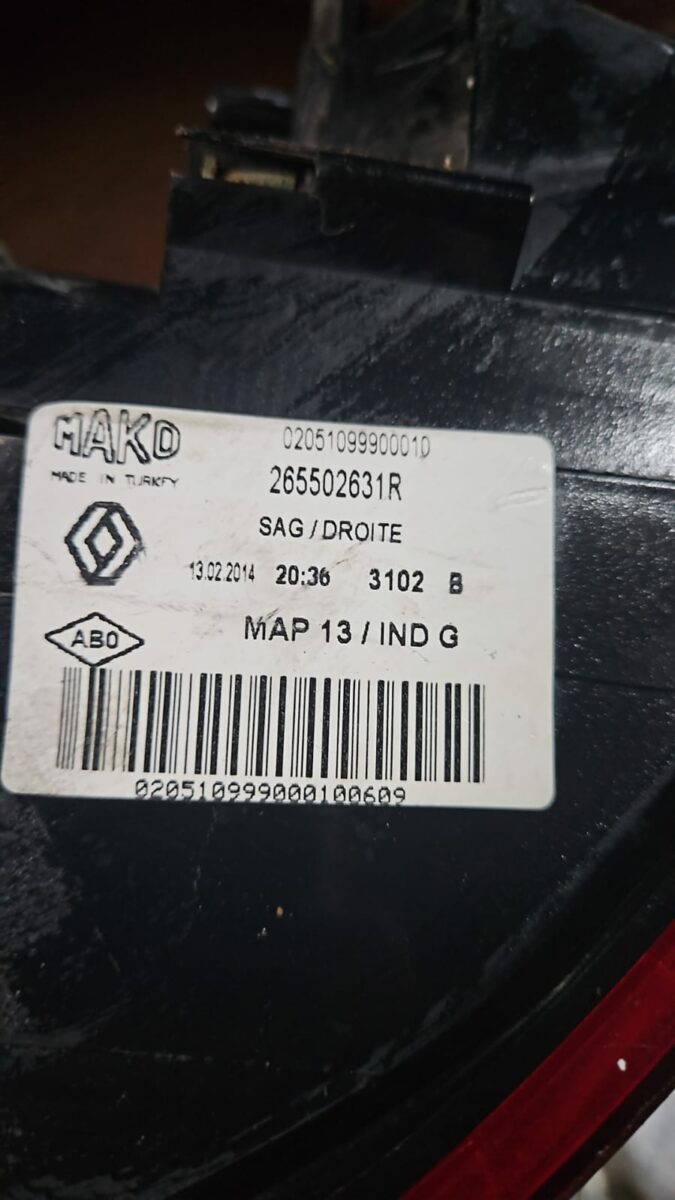 MAKO
MADE IN TURKEY
02051099900010
265502631R
SAG / DROITE
13.02.2014 20:36 3102 B
ABO
MAP 13 / IND G
020510999000100609